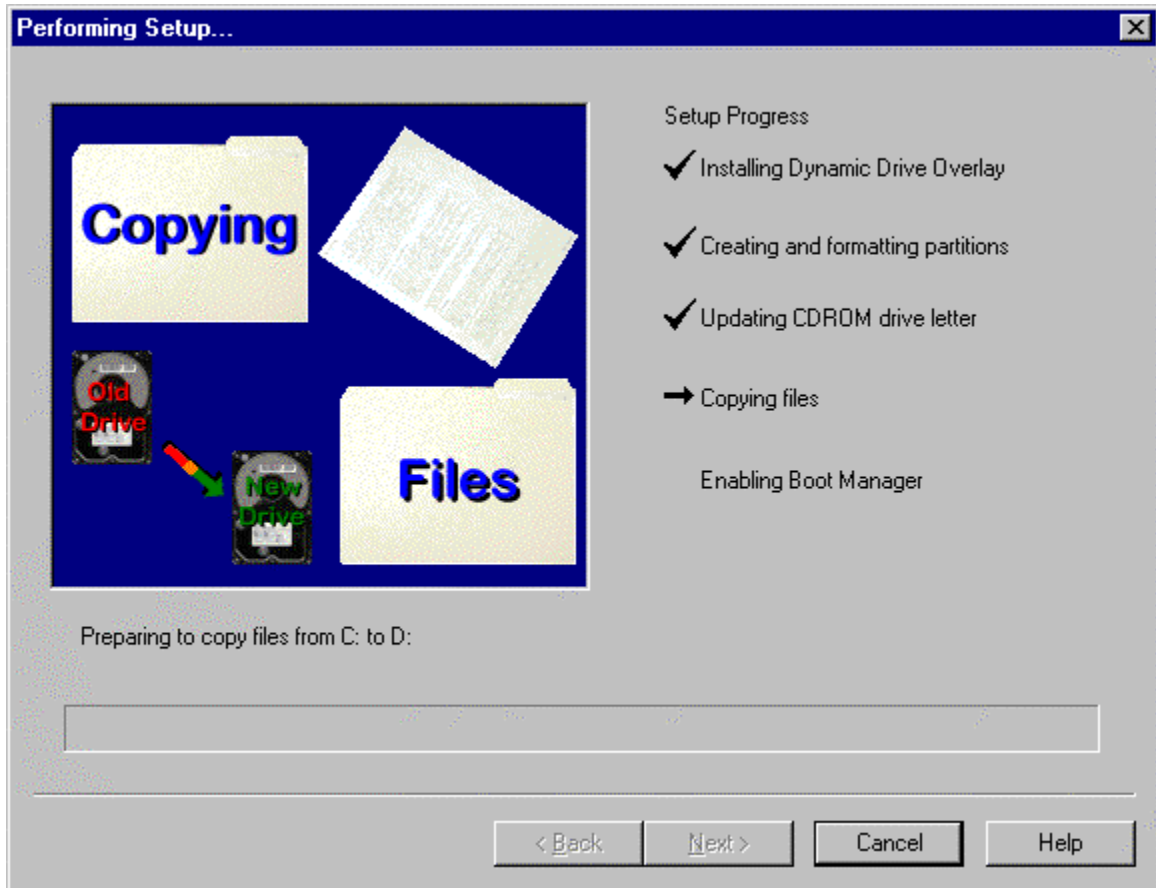 Performing Setup...
Setup Progress
Installing Dynamic Drive Overlay
Creating and formatting partitions
Updating CDROM drive letter
Copying files
Enabling Boot Manager
Copying
Old
Drive
New
Drive
Files
Preparing to copy files from C: to D:
< Back
Next >
Cancel
Help